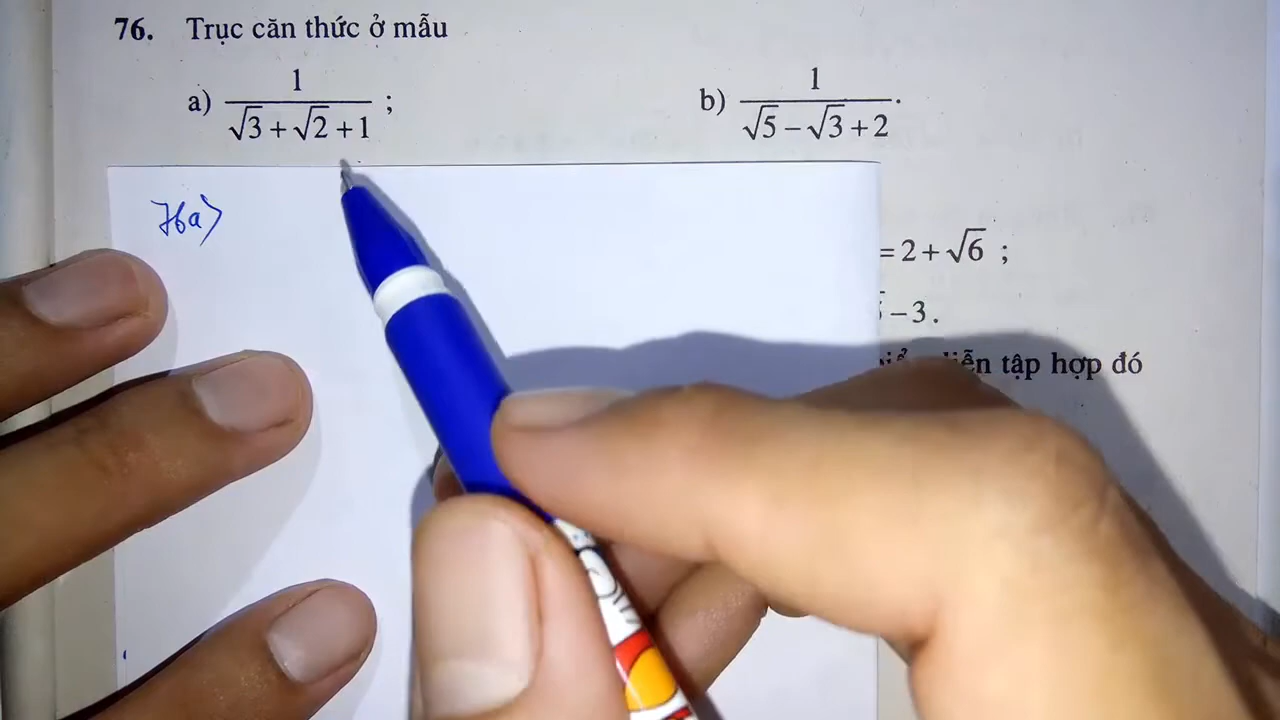 76. Trục căn thức ở mẫu
a) 1/(√3 + √2 + 1) ; b) 1/(√5 − √3 + 2) .
76a)
= 2 + √6 ;
− 3 .
diễn tập hợp đó